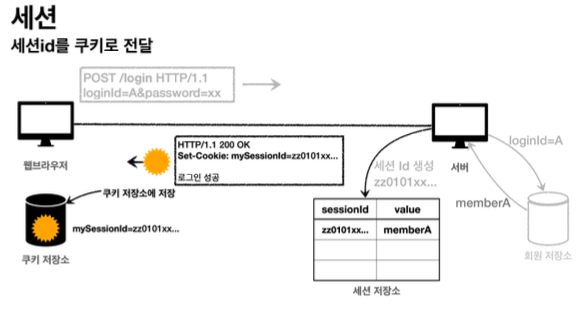 세션
세션id를 쿠키로 전달
POST /login HTTP/1.1
loginId=A&password=xx
웹브라우저
HTTP/1.1 200 OK
Set-Cookie: mySessionId=zz0101xx...
로그인 성공
쿠키 저장소에 저장
mySessionId=zz0101xx...
쿠키 저장소
서버
세션 Id 생성
zz0101xx...
loginId=A
memberA
회원 저장소
sessionId value
zz0101xx... memberA
세션 저장소